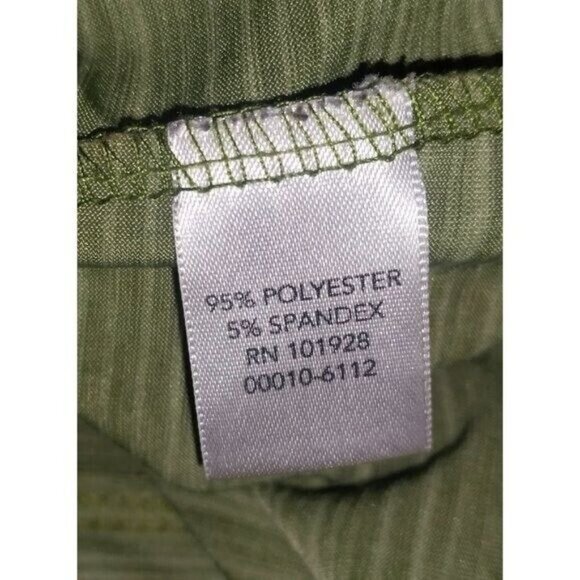 95% POLYESTER
5% SPANDEX
RN 101928
00010-6112